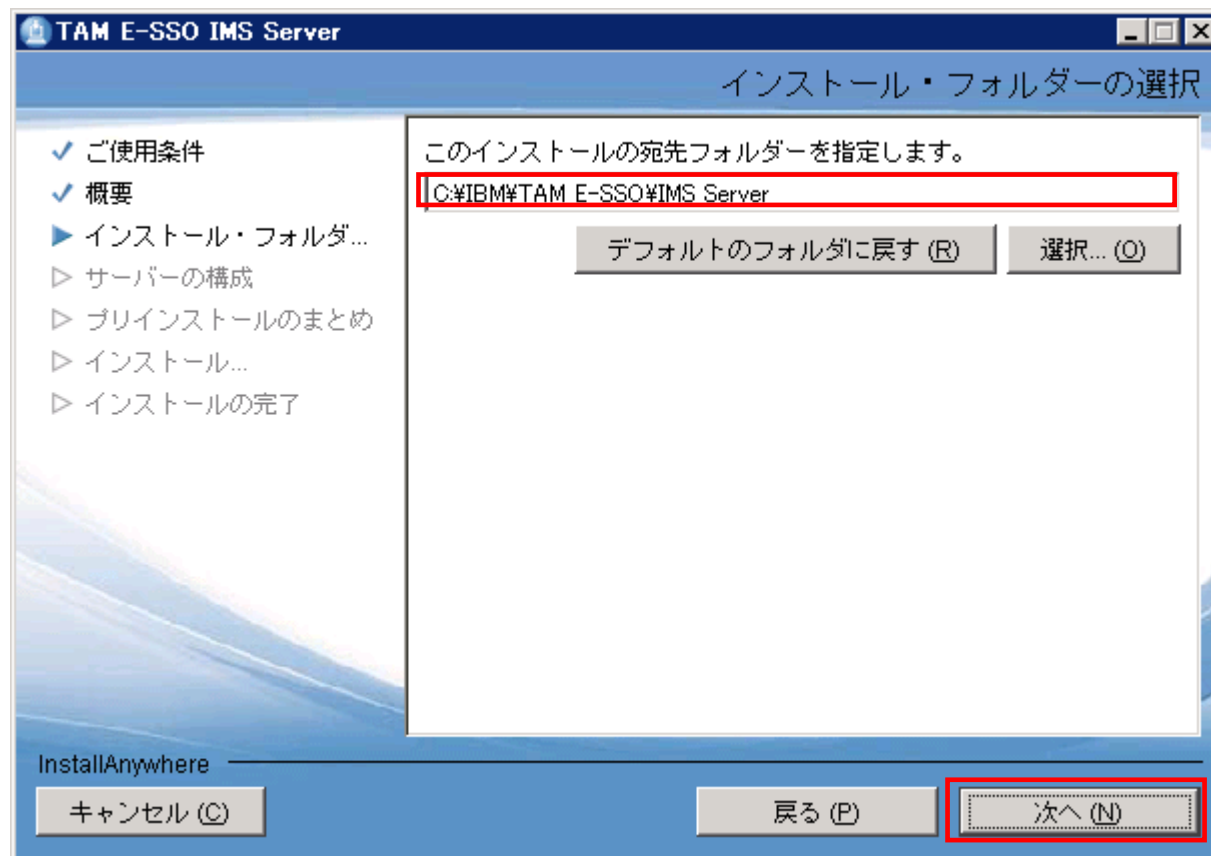 TAM E-SSO IMS Server
インストール・フォルダーの選択
ご使用条件
概要
インストール・フォルダ...
サーバーの構成
プリインストールのまとめ
インストール...
インストールの完了
このインストールの宛先フォルダーを指定します。
C:¥IBM¥TAM E-SSO¥IMS Server
デフォルトのフォルダに戻す (R)
選択... (O)
InstallAnywhere
キャンセル (C)
戻る (P)
次へ (N)